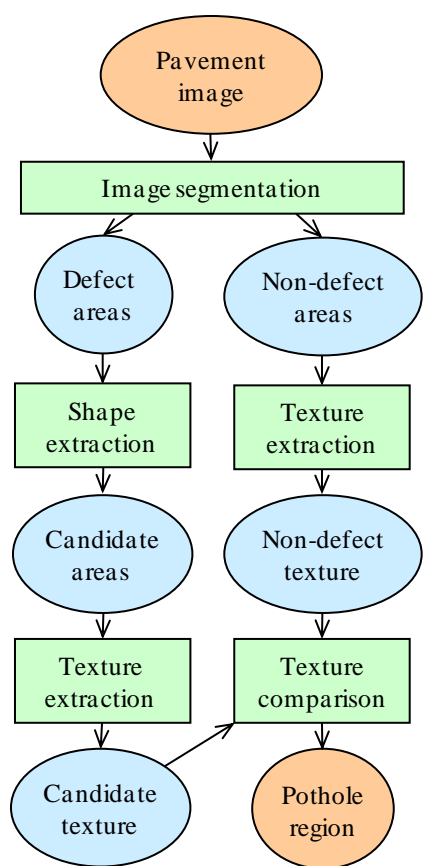 Pavement
image
Image segmentation
Defect
areas
Non-defect
areas
Shape
extraction
Texture
extraction
Candidate
areas
Non-defect
texture
Texture
extraction
Texture
comparison
Candidate
texture
Pothole
region